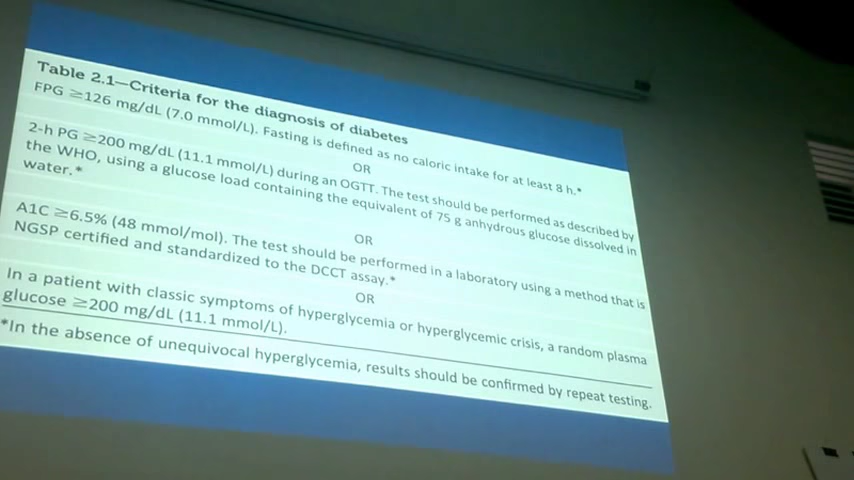 Table 2.1—Criteria for the diagnosis of diabetes
FPG ≥126 mg/dL (7.0 mmol/L). Fasting is defined as no caloric intake for at least 8 h.*
OR
2-h PG ≥200 mg/dL (11.1 mmol/L) during an OGTT. The test should be performed as described by
the WHO, using a glucose load containing the equivalent of 75 g anhydrous glucose dissolved in
water.*
OR
A1C ≥6.5% (48 mmol/mol). The test should be performed in a laboratory using a method that is
NGSP certified and standardized to the DCCT assay.*
OR
In a patient with classic symptoms of hyperglycemia or hyperglycemic crisis, a random plasma
glucose ≥200 mg/dL (11.1 mmol/L).
*In the absence of unequivocal hyperglycemia, results should be confirmed by repeat testing.